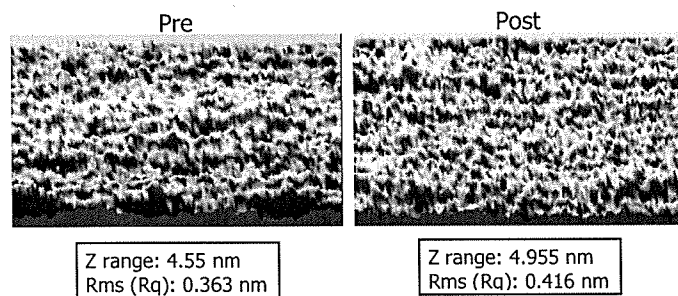 Pre
Post
Z range: 4.55 nm
Rms (Rq): 0.363 nm
Z range: 4.955 nm
Rms (Rq): 0.416 nm